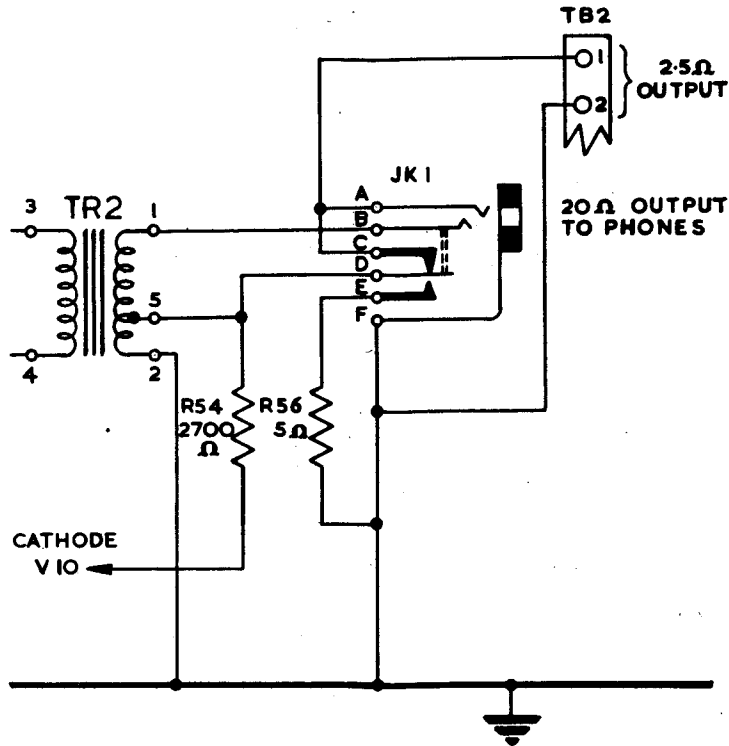 TB2
1
2
2·5Ω
OUTPUT
JK1
A
B
C
D
E
F
20Ω OUTPUT
TO PHONES
3
TR2
1
5
4
2
R54
2700
Ω
R56
5Ω
CATHODE
V10